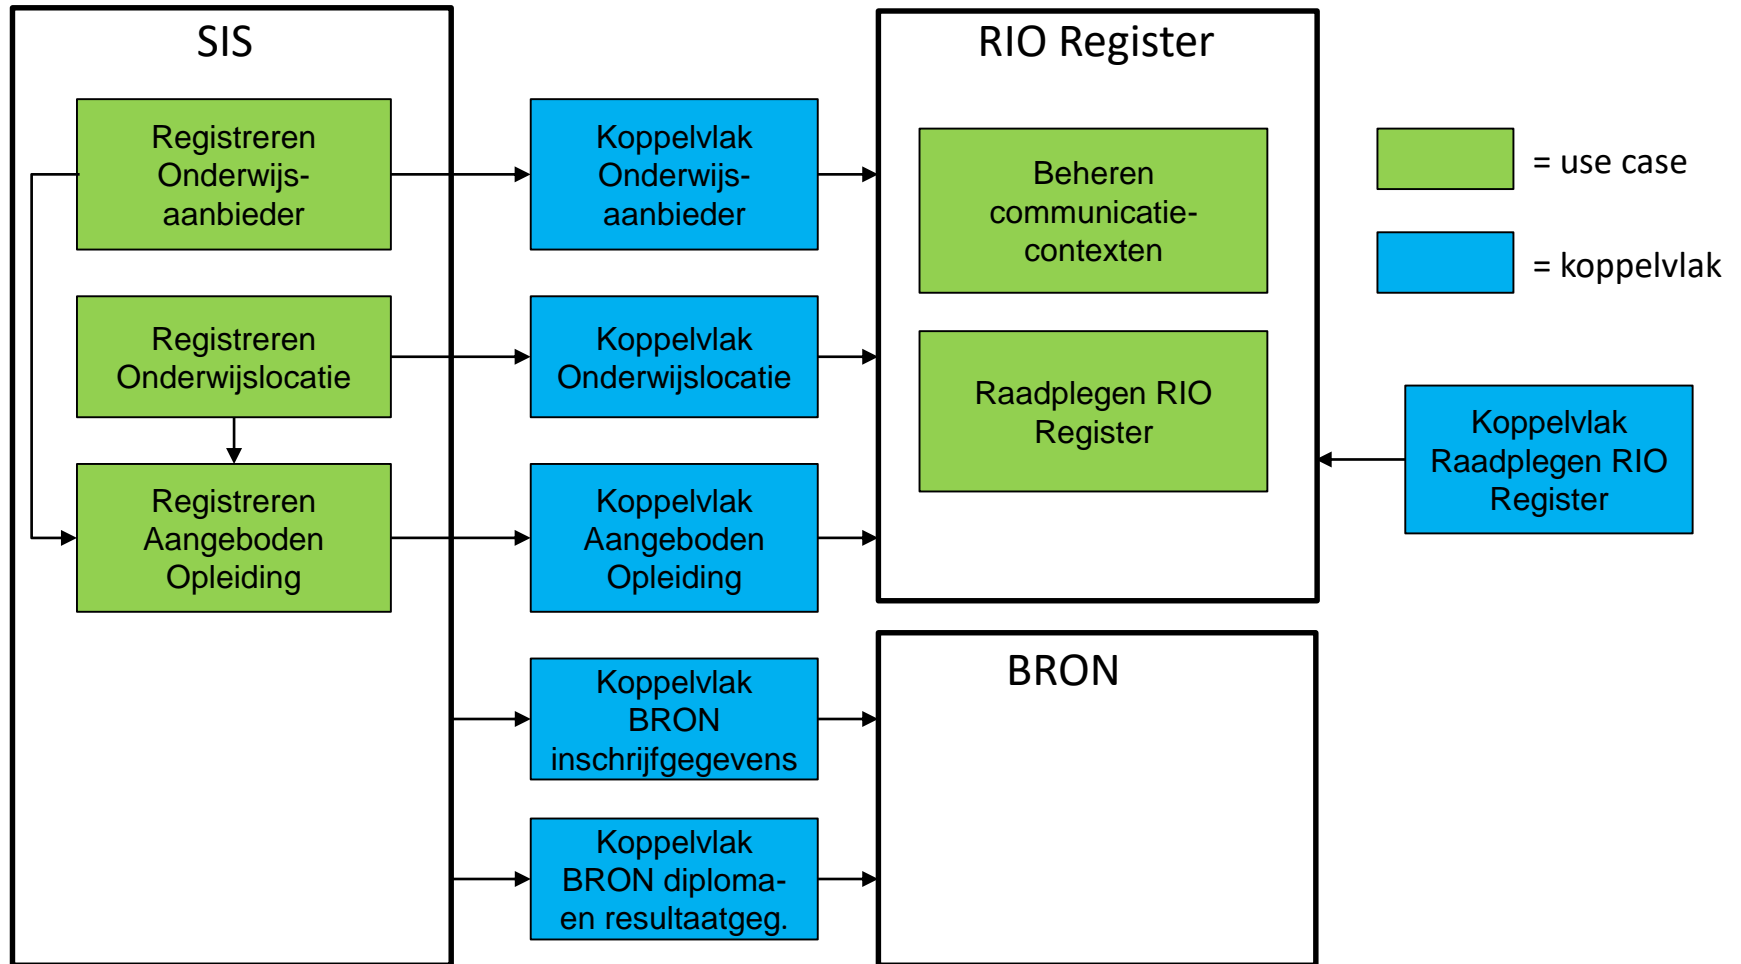 SIS
Registreren
Onderwijs-
aanbieder
Registreren
Onderwijslocatie
Registreren
Aangeboden
Opleiding
Koppelvlak
Onderwijs-
aanbieder
Koppelvlak
Onderwijslocatie
Koppelvlak
Aangeboden
Opleiding
Koppelvlak
BRON
inschrijfgegevens
Koppelvlak
BRON diploma-
en resultaatgeg.
RIO Register
Beheren
communicatie-
contexten
Raadplegen RIO
Register
BRON
= use case
= koppelvlak
Koppelvlak
Raadplegen RIO
Register